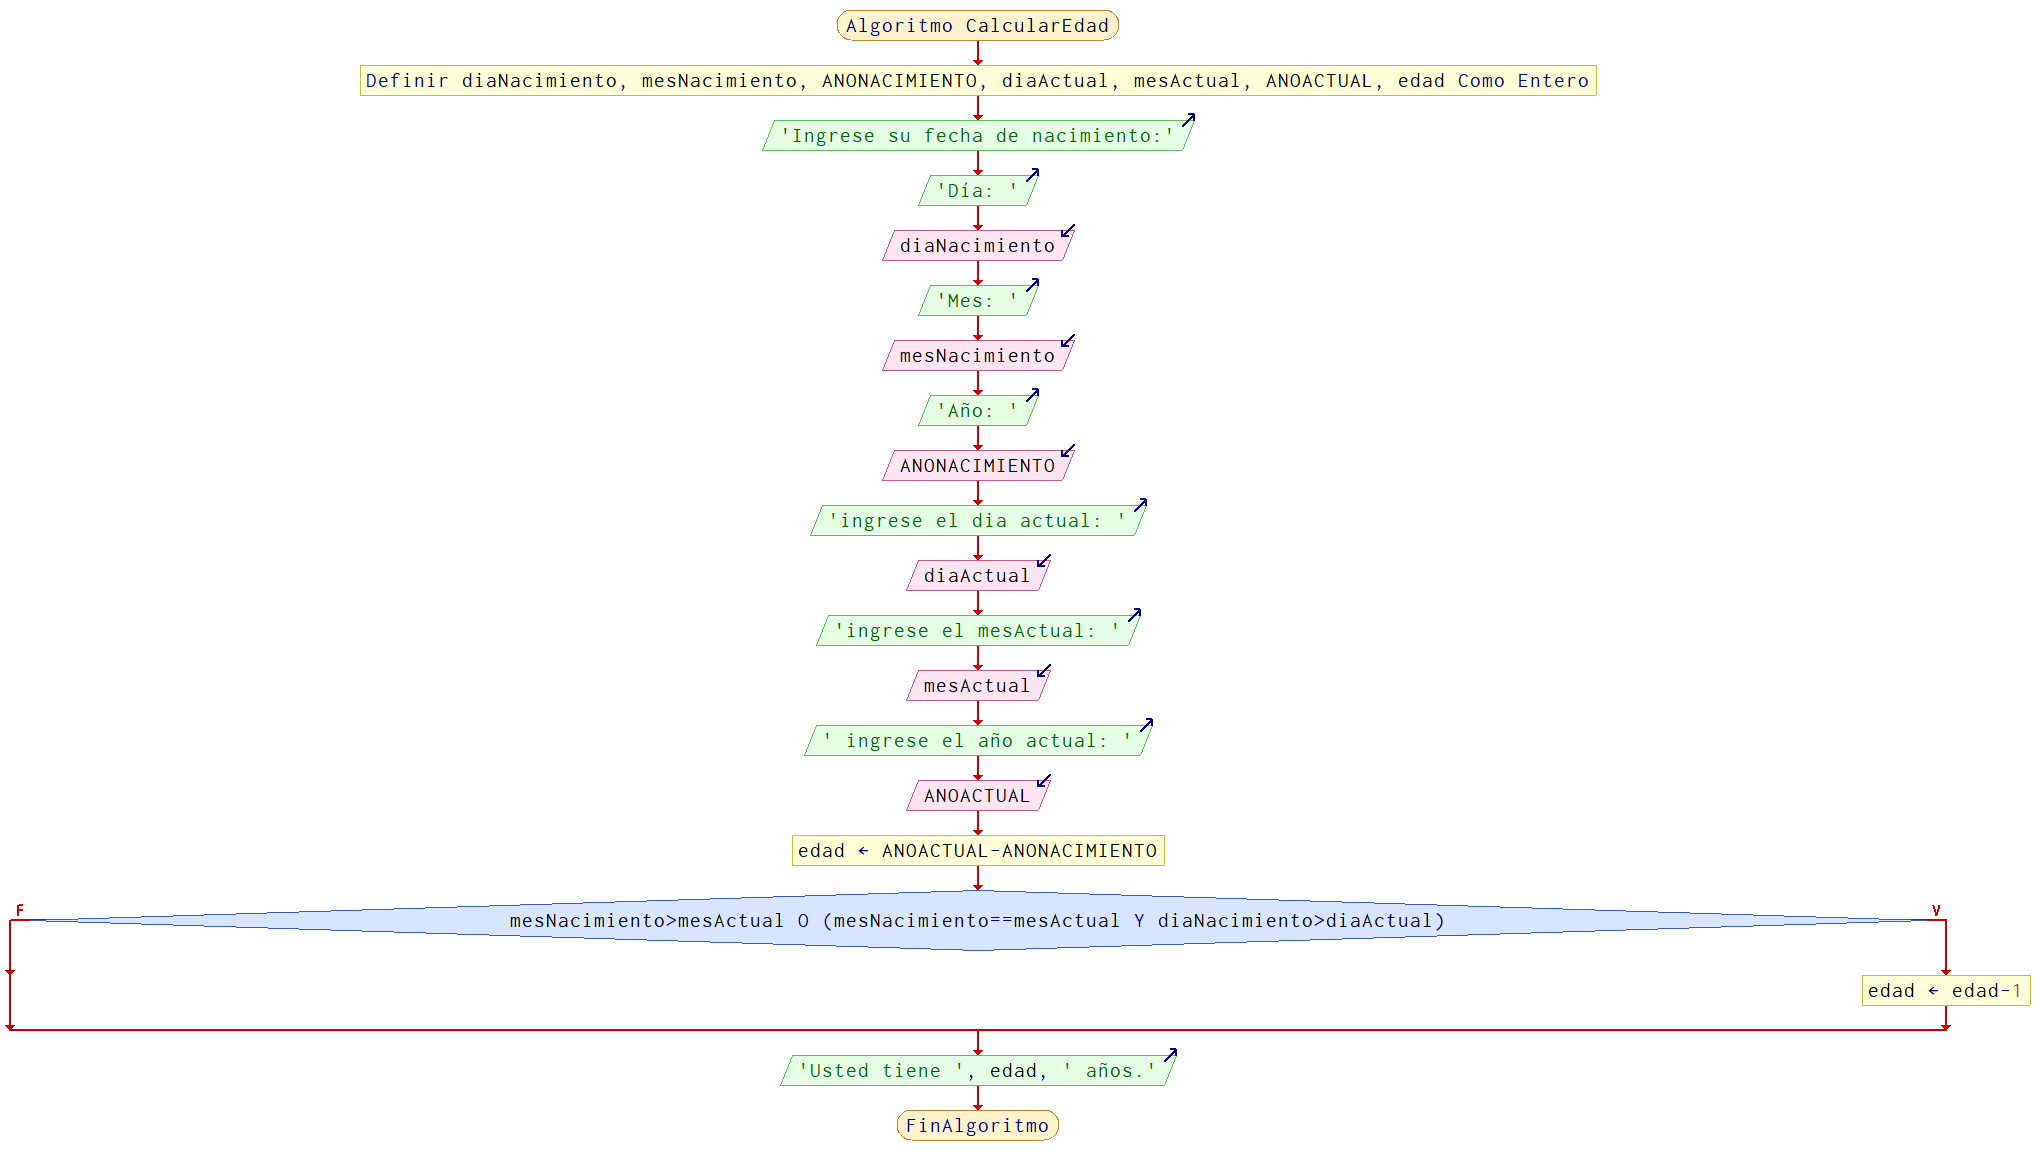 Algoritmo CalcularEdad
Definir diaNacimiento, mesNacimiento, ANONACIMIENTO, diaActual, mesActual, ANOACTUAL, edad Como Entero
'Ingrese su fecha de nacimiento:'
'Día: '
diaNacimiento
'Mes: '
mesNacimiento
'Año: '
ANONACIMIENTO
'ingrese el dia actual: '
diaActual
'ingrese el mesActual: '
mesActual
' ingrese el año actual: '
ANOACTUAL
edad ← ANOACTUAL-ANONACIMIENTO
F
mesNacimiento>mesActual O (mesNacimiento==mesActual Y diaNacimiento>diaActual)
V
edad ← edad-1
'Usted tiene ', edad, ' años.'
FinAlgoritmo